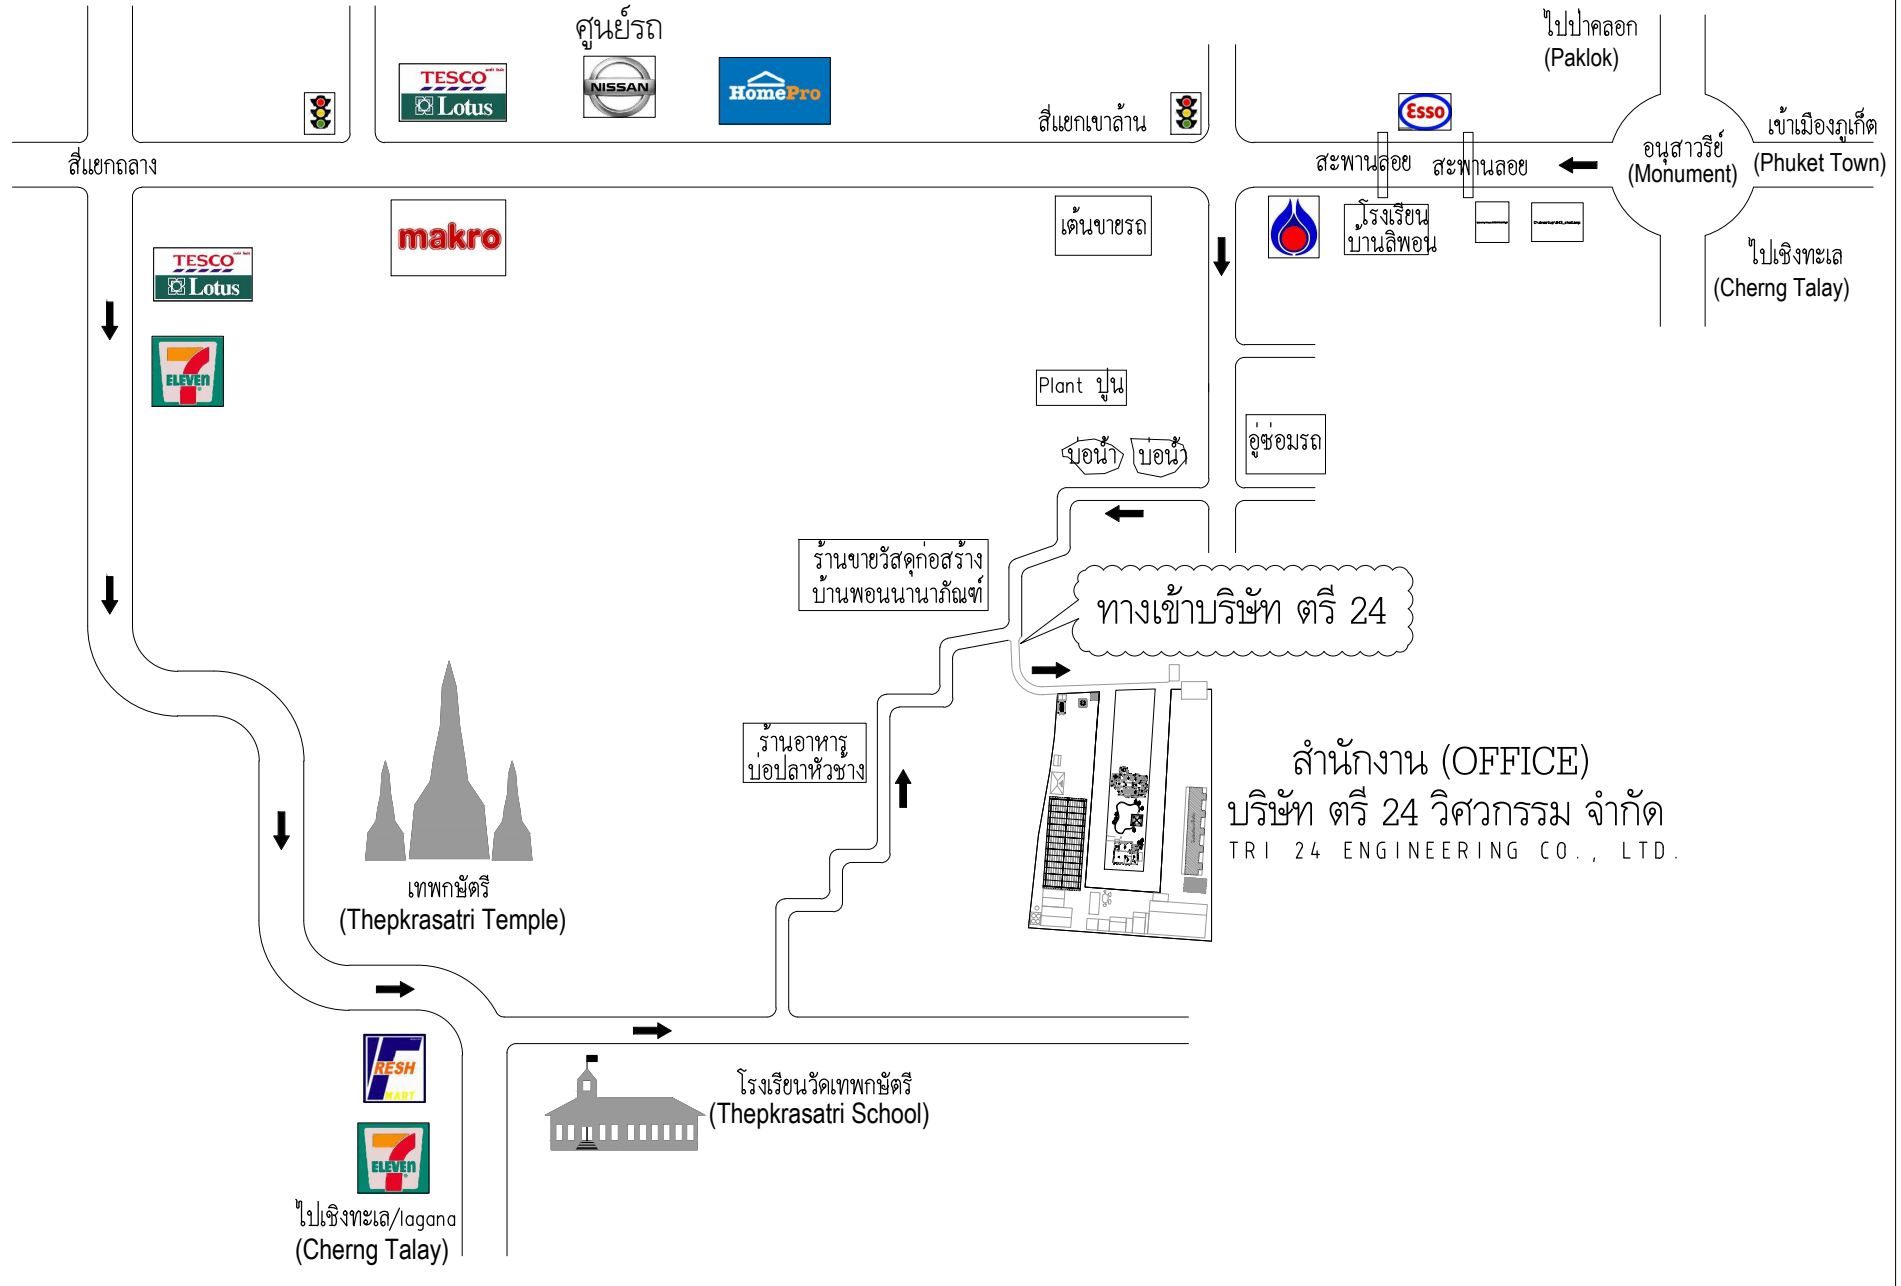 ศูนย์รถ
TESCO
Lotus
NISSAN
HomePro
สี่แยกเขาล้าน
Esso
ไปป่าคลอก
(Paklok)
สี่แยกถลาง
สะพานลอย
สะพานลอย
อนุสาวรีย์
(Monument)
เข้าเมืองภูเก็ต
(Phuket Town)
makro
เต้นขายรถ
โรงเรียน
บ้านลิพอน
ไปเชิงทะเล
(Cherng Talay)
TESCO
Lotus
7
ELEVEN
Plant ปูน
บ่อน้ำ
บ่อน้ำ
อู่ซ่อมรถ
ร้านขายวัสดุก่อสร้าง
บ้านพอนนานาภัณฑ์
ทางเข้าบริษัท ตรี 24
ร้านอาหาร
บ่อปลาหัวช้าง
สำนักงาน (OFFICE)
บริษัท ตรี 24 วิศวกรรม จำกัด
TRI 24 ENGINEERING CO., LTD.
เทพกษัตรี
(Thepkrasatri Temple)
FRESH
MART
โรงเรียนวัดเทพกษัตรี
(Thepkrasatri School)
7
ELEVEN
ไปเชิงทะเล/lagana
(Cherng Talay)